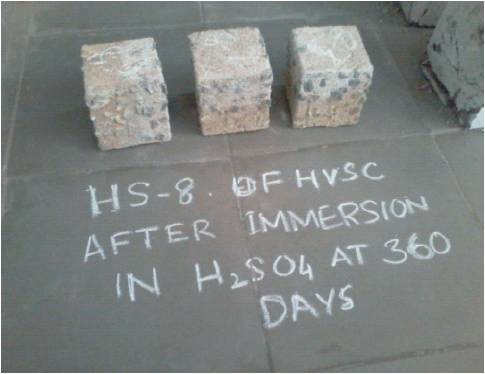 HS-8. OF HVSC
AFTER IMMERSION
IN H₂SO4 AT 360
DAYS